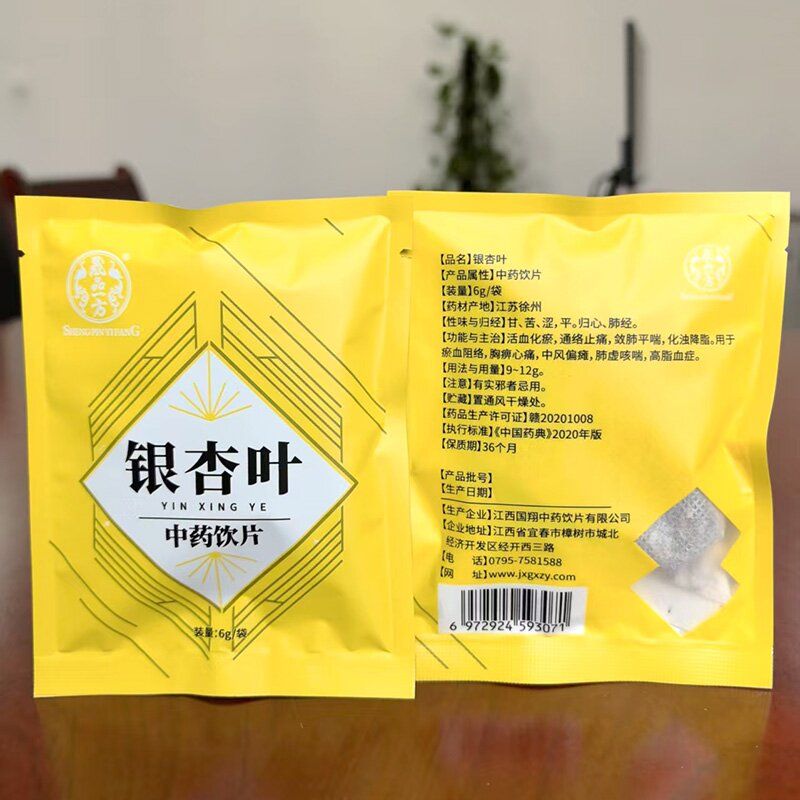 晟品一方
SHENGPINYIFANG
银杏叶
YIN XING YE
中药饮片
装量:6g/袋
【品名】银杏叶
【产品属性】中药饮片
【装量】6g/袋
【药材产地】江苏徐州
【性味与归经】甘、苦、涩,平。归心、肺经。
【功能与主治】活血化瘀,通络止痛,敛肺平喘,化浊降脂。用于
瘀血阻络,胸痹心痛,中风偏瘫,肺虚咳喘,高脂血症。
【用法与用量】9~12g。
【注意】有实邪者忌用。
【贮藏】置通风干燥处。
【药品生产许可证】赣20201008
【执行标准】《中国药典》2020年版
【保质期】36个月
【产品批号】
【生产日期】
【生产企业】江西国翔中药饮片有限公司
【企业地址】江西省宜春市樟树市城北
经济开发区经开西三路
【电 话】0795-7581588
【网 址】www.jxgxzy.com
6 972924 593071